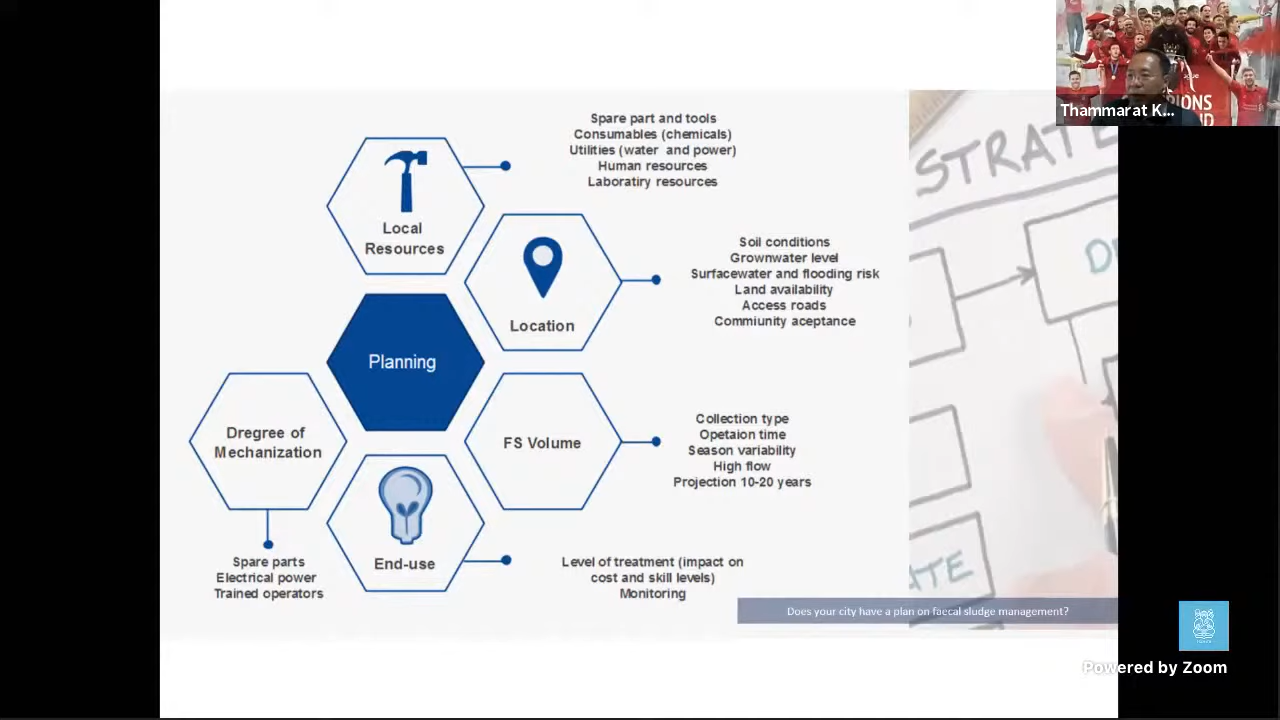 Spare part and tools
Consumables (chemicals)
Utilities (water and power)
Human resources
Laboratiry resources
Local
Resources
Soil conditions
Grownwater level
Surfacewater and flooding risk
Land availability
Access roads
Commiunity aceptance
Location
Planning
Collection type
Opetaion time
Season variability
High flow
Projection 10-20 years
FS Volume
Dregree of
Mechanization
Spare parts
Electrical power
Trained operators
End-use
Level of treatment (impact on
cost and skill levels)
Monitoring
Does your city have a plan on faecal sludge management?
STRATE
ATE
Thammarat K...
Powered by Zoom